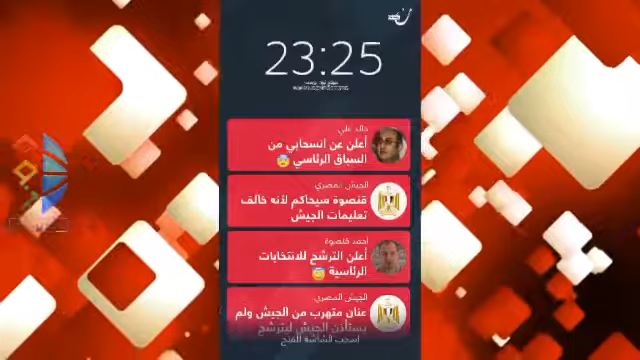 23:25
خالد علي
أعلن عن إنسحابي من
السباق الرئاسي
الجيش المصري
قنصوة سيحاكم لأنه خالف
تعليمات الجيش
أحمد قنصوة
أعلن الترشح للانتخابات
الرئاسية
الجيش المصري
عنان متهرب من الجيش ولم
يستأذن الجيش ليترشح
اسحب الشاشة للفتح